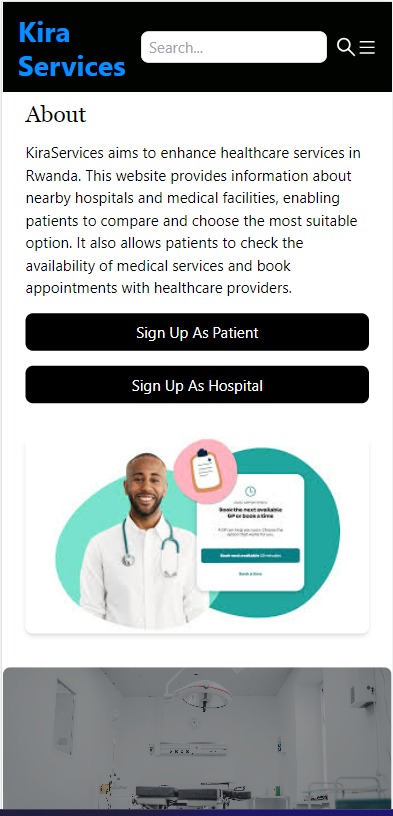 Kira
Services
Search...
About
KiraServices aims to enhance healthcare services in
Rwanda. This website provides information about
nearby hospitals and medical facilities, enabling
patients to compare and choose the most suitable
option. It also allows patients to check the
availability of medical services and book
appointments with healthcare providers.
Sign Up As Patient
Sign Up As Hospital
Book the next available
GP or book a time
Book next available
Book a time